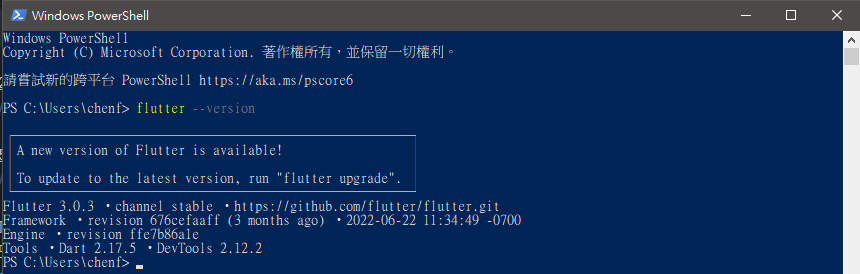 Windows PowerShell
Windows PowerShell
Copyright (C) Microsoft Corporation. 著作權所有，並保留一切權利。
請嘗試新的跨平台 PowerShell https://aka.ms/pscore6
PS C:\Users\chenf> flutter --version
A new version of Flutter is available!
To update to the latest version, run "flutter upgrade".
Flutter 3.0.3 •channel stable •https://github.com/flutter/flutter.git
Framework •revision 676cefaaff (3 months ago) •2022-06-22 11:34:49 -0700
Engine •revision ffe7b86a1e
Tools •Dart 2.17.5 •DevTools 2.12.2
PS C:\Users\chenf>